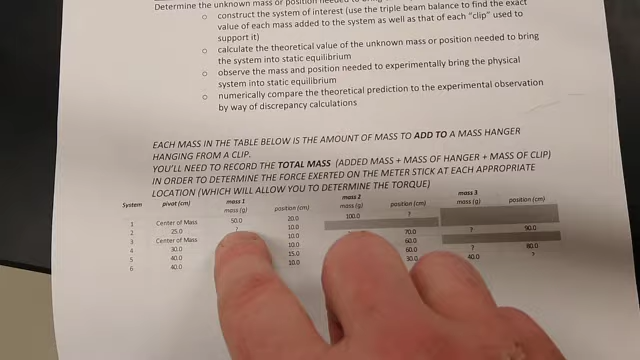 Determine the unknown mass or position needed to
o construct the system of interest (use the triple beam balance to find the exact
value of each mass added to the system as well as that of each "clip" used to
support it)
o calculate the theoretical value of the unknown mass or position needed to bring
the system into static equilibrium
o observe the mass and position needed to experimentally bring the physical
system into static equilibrium
o numerically compare the theoretical prediction to the experimental observation
by way of discrepancy calculations
EACH MASS IN THE TABLE BELOW IS THE AMOUNT OF MASS TO ADD TO A MASS HANGER
HANGING FROM A CLIP.
YOU'LL NEED TO RECORD THE TOTAL MASS (ADDED MASS + MASS OF HANGER + MASS OF CLIP)
IN ORDER TO DETERMINE THE FORCE EXERTED ON THE METER STICK AT EACH APPROPRIATE
LOCATION (WHICH WILL ALLOW YOU TO DETERMINE THE TORQUE)
mass 1 mass 2 mass 3
System pivot (cm) mass (g) position (cm) mass (g) position (cm) mass (g) position (cm)
1 Center of Mass 50.0 20.0 100.0 ?
2 25.0 ? 10.0
3 Center of Mass 10.0 70.0 ? 90.0
4 30.0 10.0 60.0
5 40.0 15.0 60.0 ? 80.0
6 40.0 10.0 30.0 40.0 ?